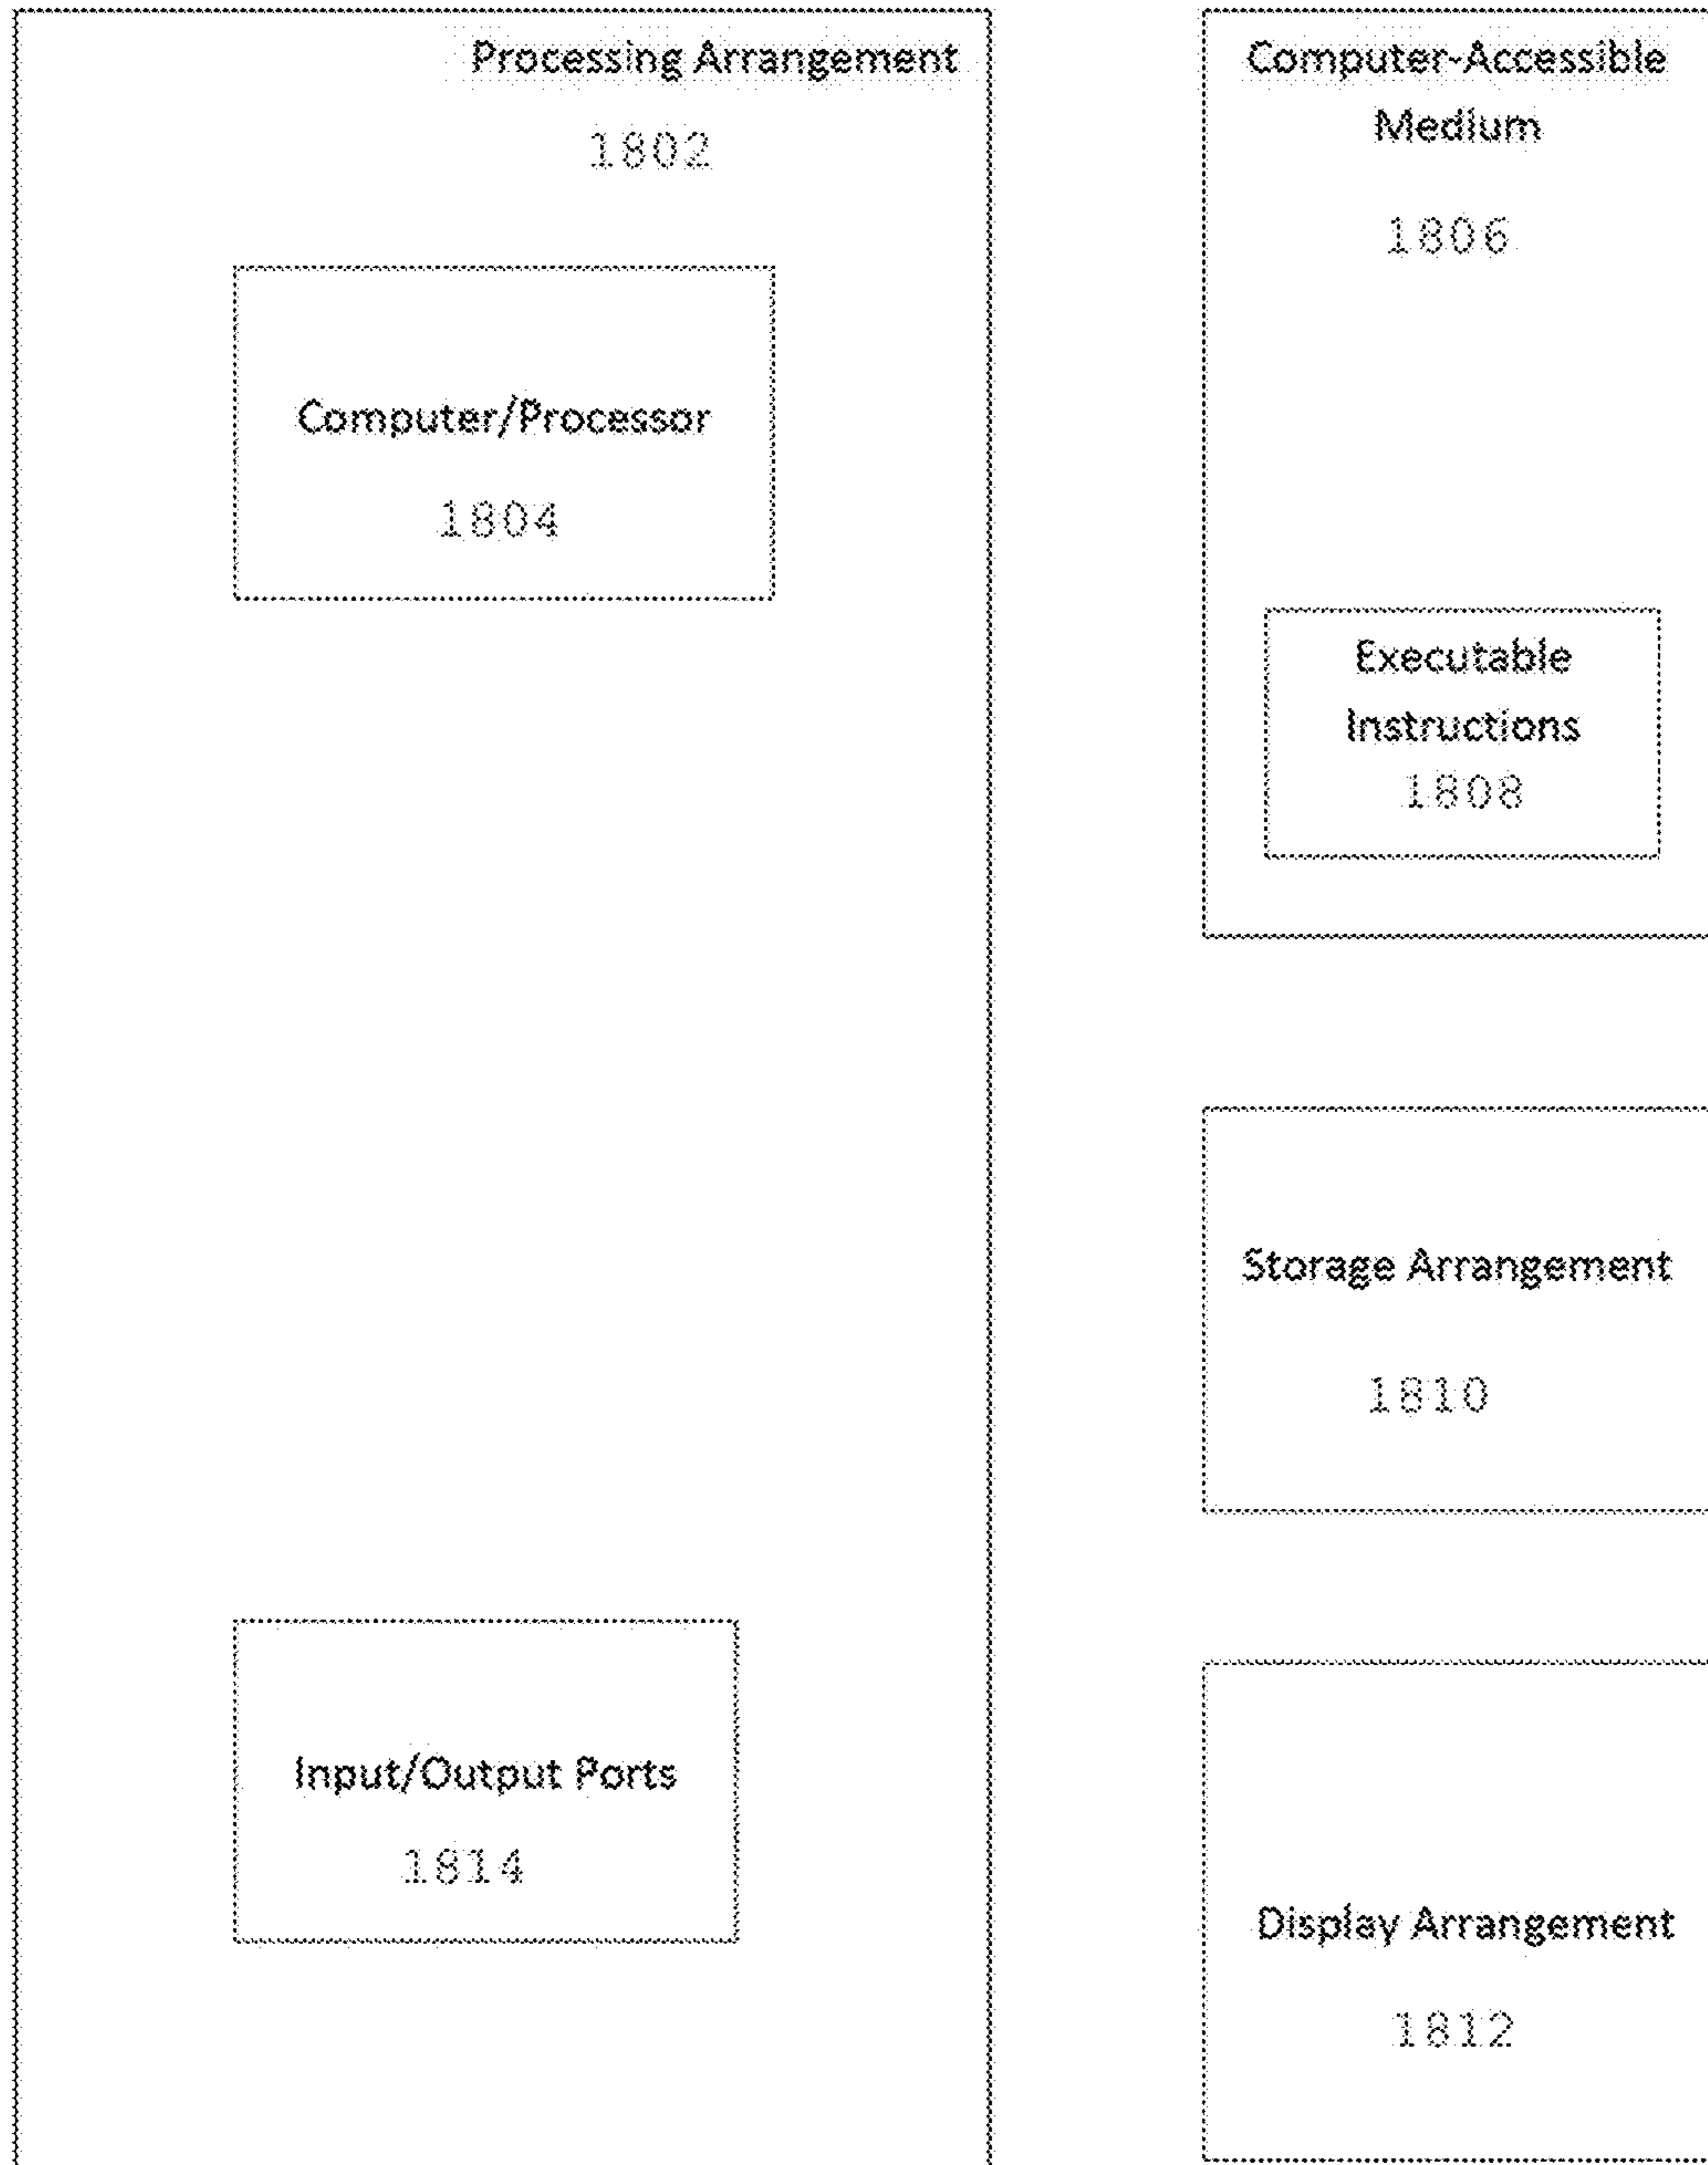 Processing Arrangement
1802
Computer/Processor
1804
Input/Output Ports
1814
Computer-Accessible
Medium
1806
Executable
Instructions
1808
Storage Arrangement
1810
Display Arrangement
1812